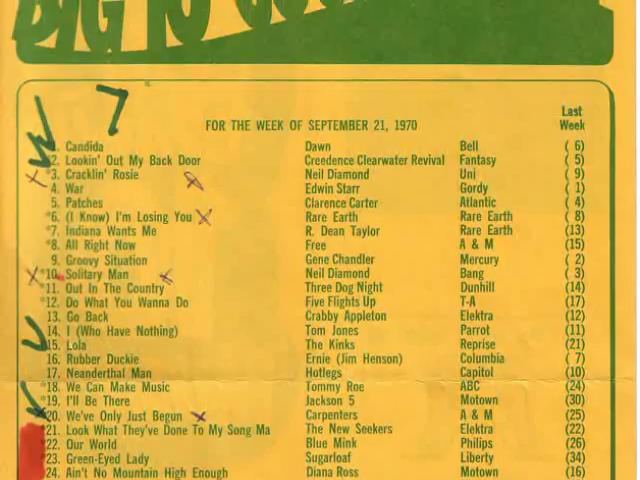 BIG 10
7
Last
FOR THE WEEK OF SEPTEMBER 21, 1970 Week
1. Candida Dawn Bell ( 6)
*2. Lookin' Out My Back Door Creedence Clearwater Revival Fantasy ( 5)
*3. Cracklin' Rosie Neil Diamond Uni ( 9)
4. War Edwin Starr Gordy ( 1)
5. Patches Clarence Carter Atlantic ( 4)
*6. (I Know) I'm Losing You Rare Earth Rare Earth ( 8)
*7. Indiana Wants Me R. Dean Taylor Rare Earth (13)
*8. All Right Now Free A & M (15)
9. Groovy Situation Gene Chandler Mercury ( 2)
*10. Solitary Man Neil Diamond Bang ( 3)
*11. Out In The Country Three Dog Night Dunhill (14)
*12. Do What You Wanna Do Five Flights Up T-A (17)
13. Go Back Crabby Appleton Elektra (12)
14. I (Who Have Nothing) Tom Jones Parrot (11)
15. Lola The Kinks Reprise (21)
16. Rubber Duckie Ernie (Jim Henson) Columbia ( 7)
17. Neanderthal Man Hotlegs Capitol (10)
*18. We Can Make Music Tommy Roe ABC (24)
*19. I'll Be There Jackson 5 Motown (30)
*20. We've Only Just Begun Carpenters A & M (25)
*21. Look What They've Done To My Song Ma The New Seekers Elektra (22)
*22. Our World Blue Mink Philips (26)
*23. Green-Eyed Lady Sugarloaf Liberty (34)
24. Ain't No Mountain High Enough Diana Ross Motown (16)